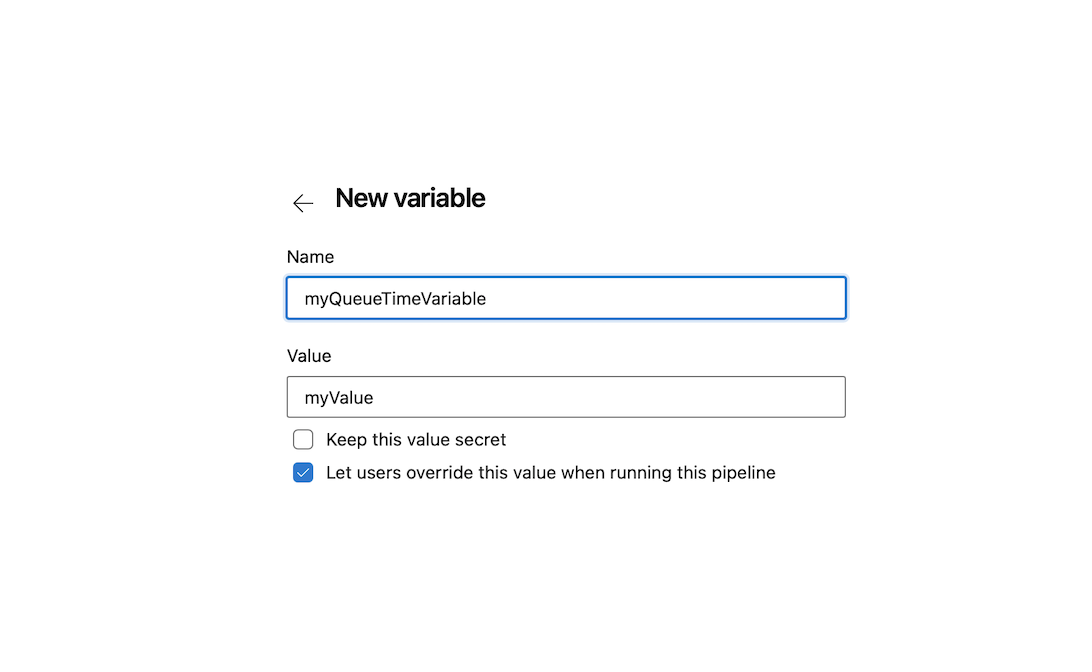 New variable
Name
myQueueTimeVariable
Value
myValue
Keep this value secret
Let users override this value when running this pipeline